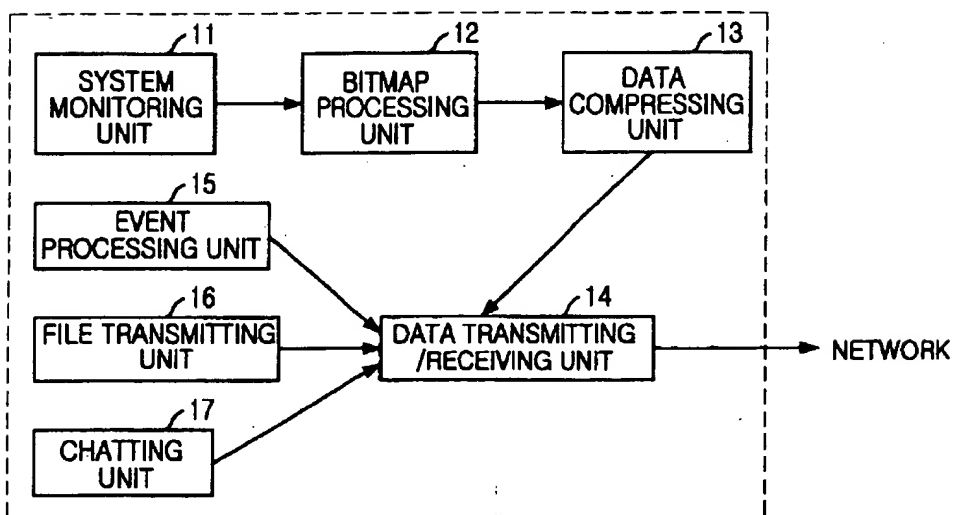 11
SYSTEM
MONITORING
UNIT
12
BITMAP
PROCESSING
UNIT
13
DATA
COMPRESSING
UNIT
15
EVENT
PROCESSING UNIT
16
FILE TRANSMITTING
UNIT
14
DATA TRANSMITTING
/RECEIVING UNIT
NETWORK
17
CHATTING
UNIT